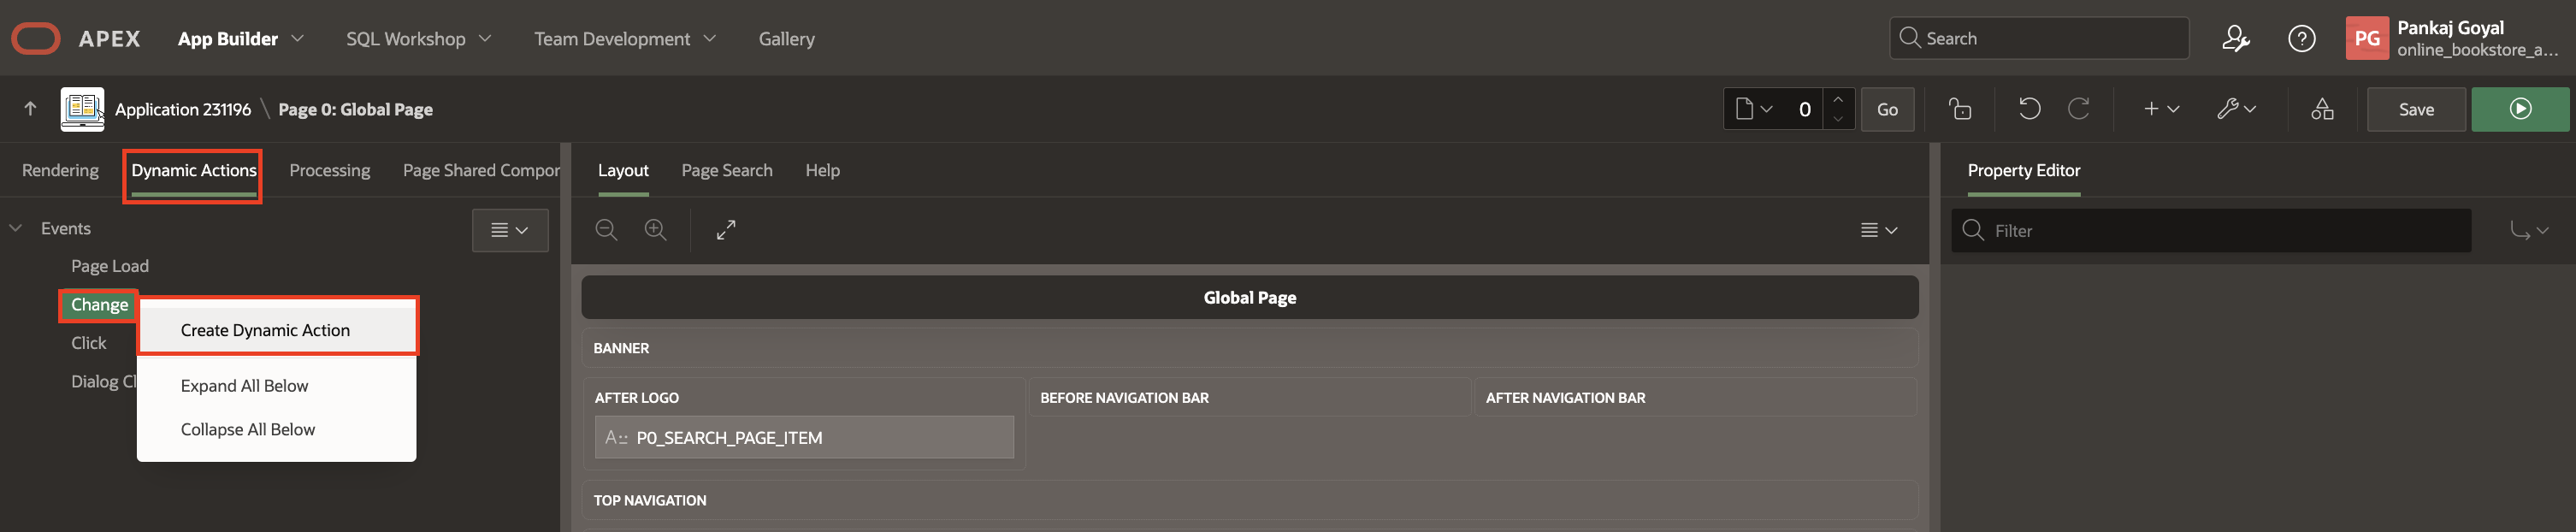 APEX App Builder SQL Workshop Team Development Gallery Search PG Pankaj Goyal
online_bookstore_a...
Application 231196 \ Page 0: Global Page 0 Go Save
Rendering Dynamic Actions Processing Page Shared Compor
Layout Page Search Help
Property Editor
Events
Filter
Page Load
Change
Create Dynamic Action
Click
Dialog Cl
Expand All Below
Collapse All Below
Global Page
BANNER
AFTER LOGO BEFORE NAVIGATION BAR AFTER NAVIGATION BAR
P0_SEARCH_PAGE_ITEM
TOP NAVIGATION